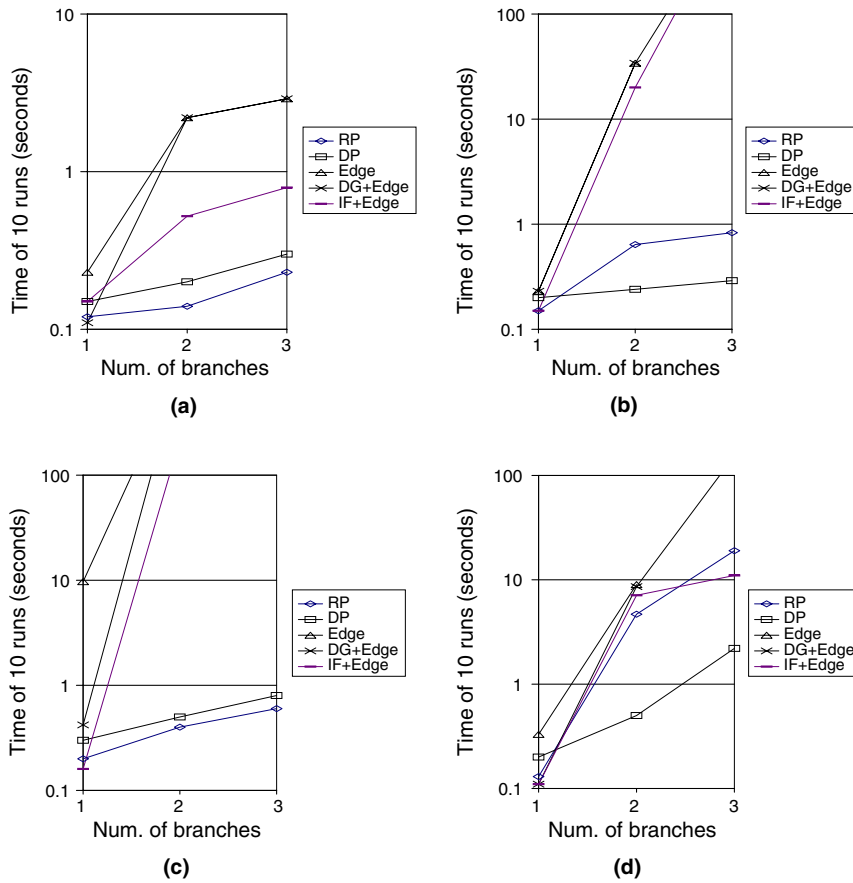 10
1
0.1
Time of 10 runs (seconds)
1 2 3
Num. of branches
RP
DP
Edge
DG+Edge
IF+Edge
(a)
100
10
1
0.1
Time of 10 runs (seconds)
1 2 3
Num. of branches
RP
DP
Edge
DG+Edge
IF+Edge
(b)
100
10
1
0.1
Time of 10 runs (seconds)
1 2 3
Num. of branches
RP
DP
Edge
DG+Edge
IF+Edge
(c)
100
10
1
0.1
Time of 10 runs (seconds)
1 2 3
Num. of branches
RP
DP
Edge
DG+Edge
IF+Edge
(d)